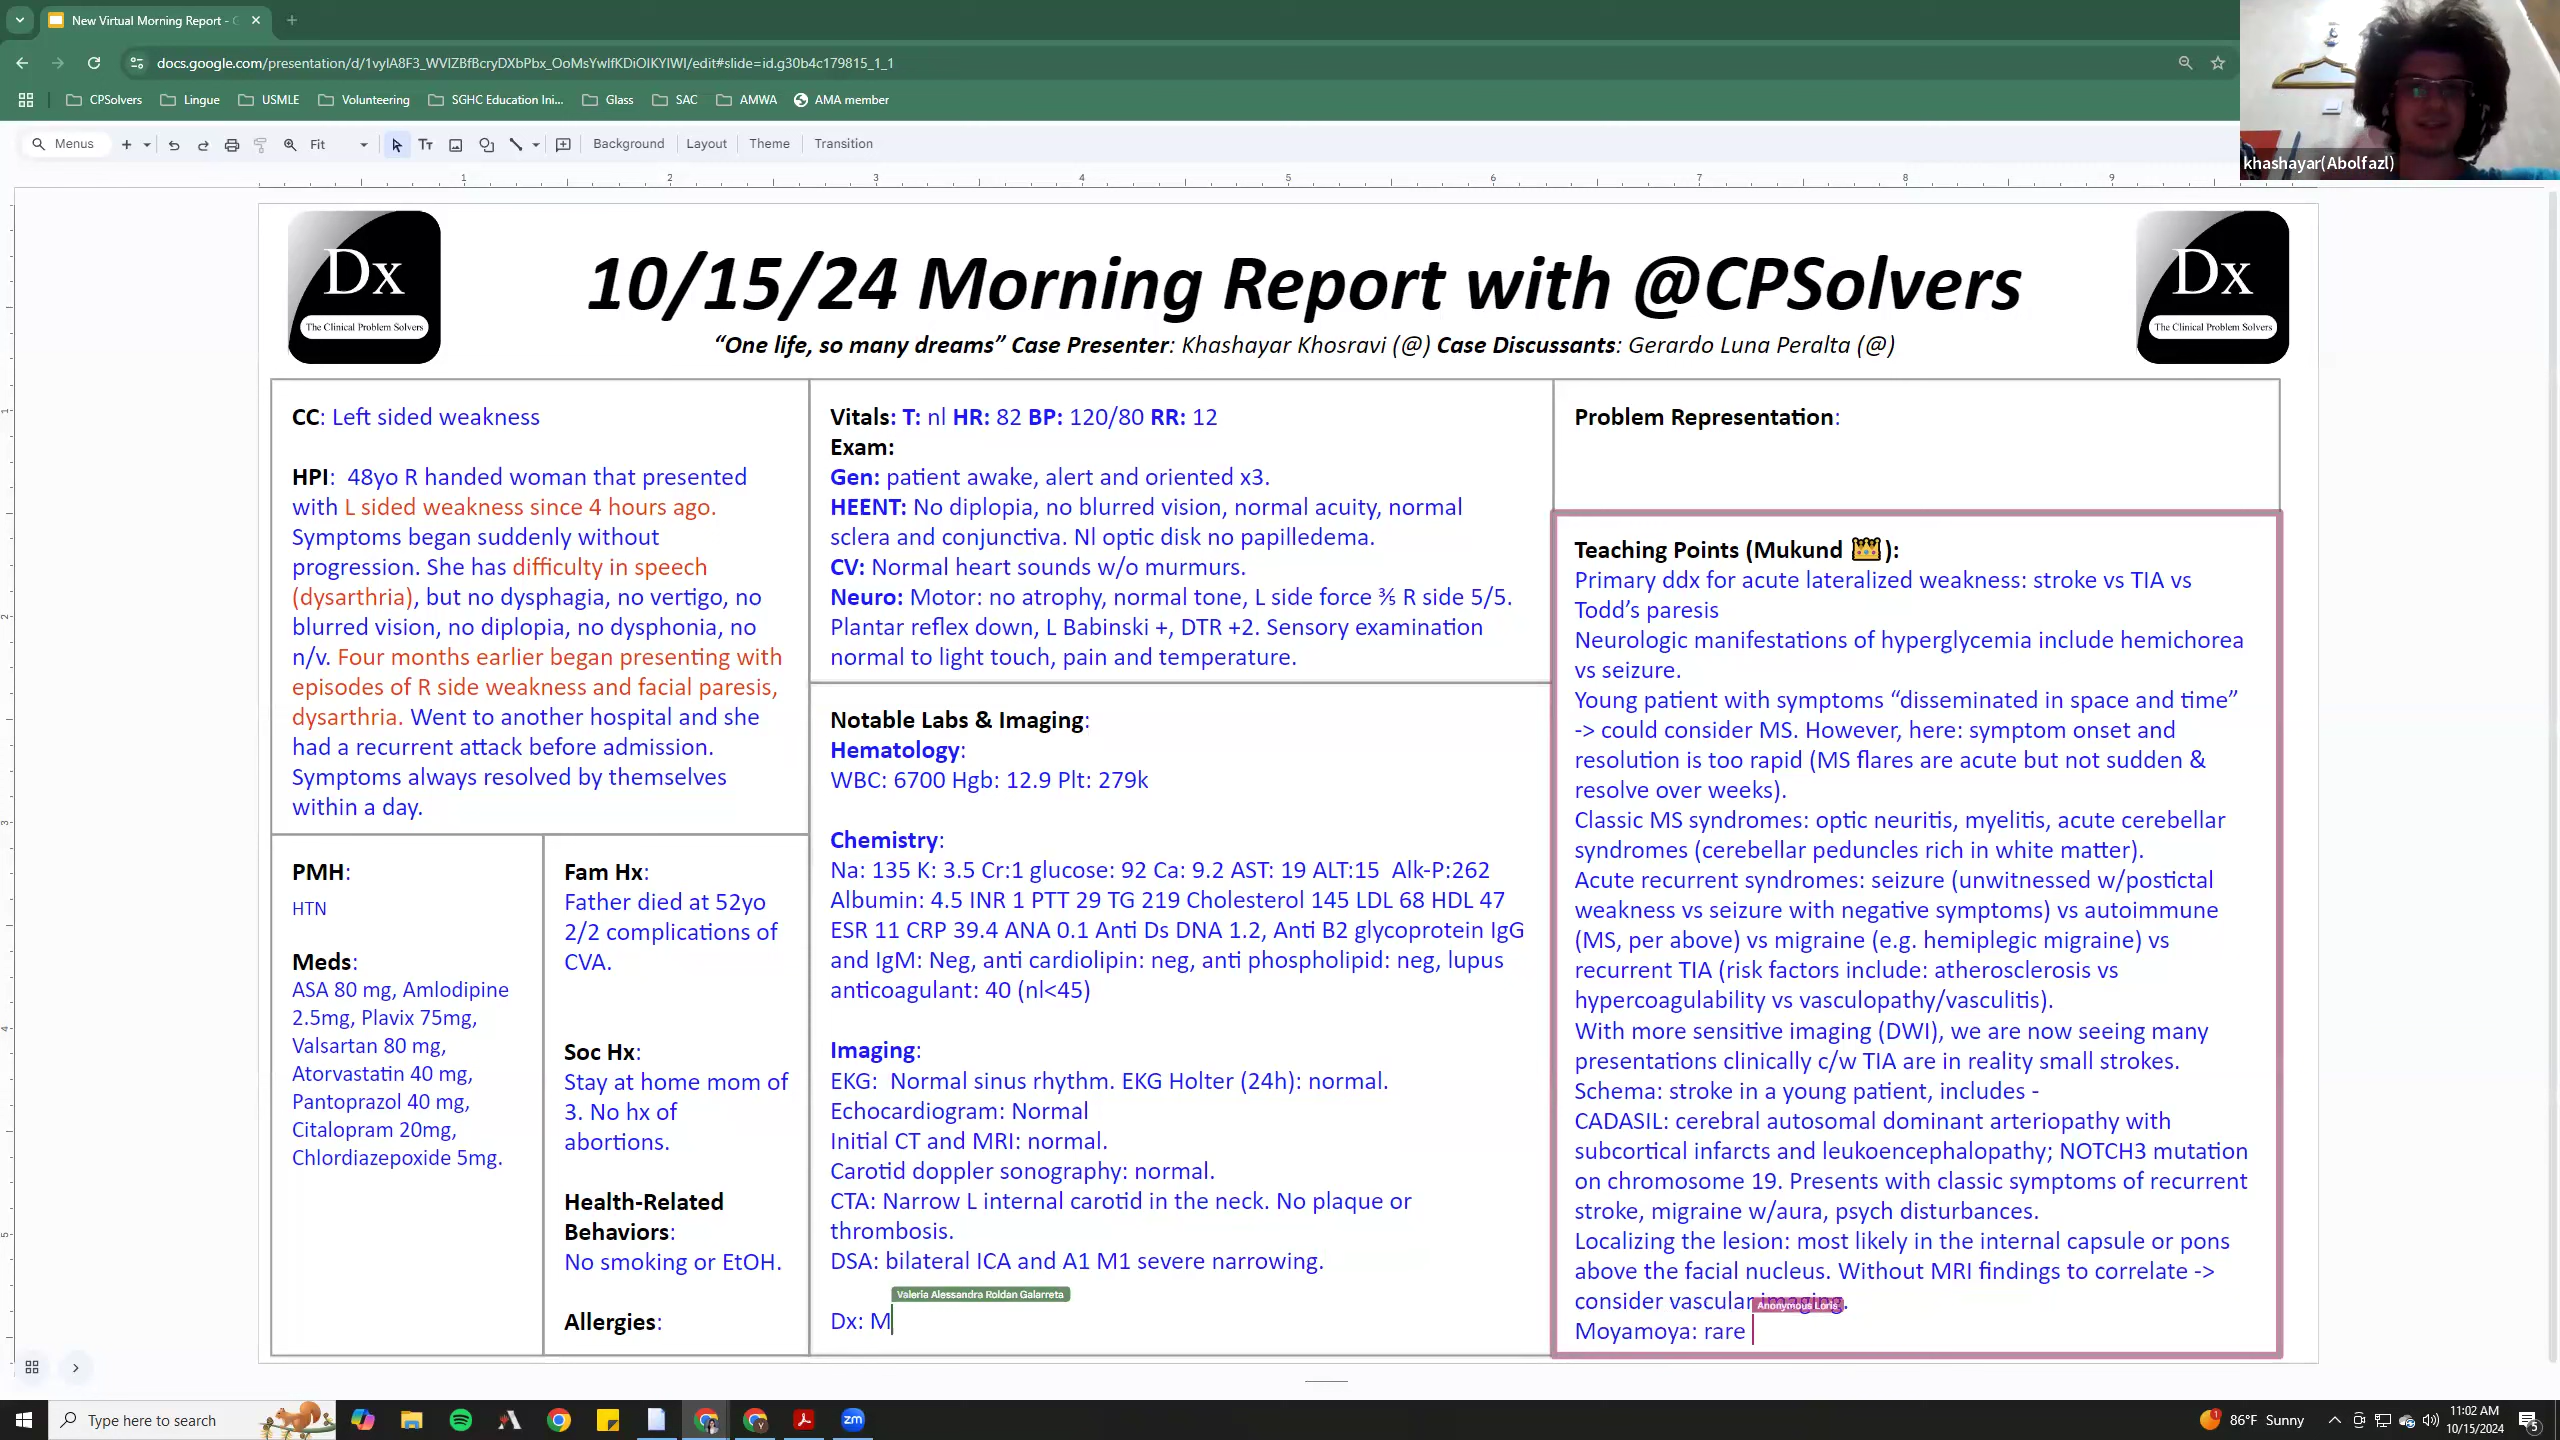 New Virtual Morning Report - G
docs.google.com/presentation/d/1vylA8F3_WVIZBfBcryDXbPbx_OoMsYwlfKDiOIKYIWI/edit#slide=id.g30b4c179815_1_1
CPSolvers
Lingue
USMLE
Volunteering
SGHC Education Ini...
Glass
SAC
AMWA
AMA member
khashayar(Abolfazl)
Menus
Fit
Background
Layout
Theme
Transition
1 2 3 4 5 6 7 8 9
1
2
3
4
5
Dx
The Clinical Problem Solvers
10/15/24 Morning Report with @CPSolvers
“One life, so many dreams” Case Presenter: Khashayar Khosravi (@) Case Discussants: Gerardo Luna Peralta (@)
Dx
The Clinical Problem Solvers
CC: Left sided weakness
HPI: 48yo R handed woman that presented
with L sided weakness since 4 hours ago.
Symptoms began suddenly without
progression. She has difficulty in speech
(dysarthria), but no dysphagia, no vertigo, no
blurred vision, no diplopia, no dysphonia, no
n/v. Four months earlier began presenting with
episodes of R side weakness and facial paresis,
dysarthria. Went to another hospital and she
had a recurrent attack before admission.
Symptoms always resolved by themselves
within a day.
PMH:
HTN
Meds:
ASA 80 mg, Amlodipine
2.5mg, Plavix 75mg,
Valsartan 80 mg,
Atorvastatin 40 mg,
Pantoprazol 40 mg,
Citalopram 20mg,
Chlordiazepoxide 5mg.
Fam Hx:
Father died at 52yo
2/2 complications of
CVA.
Soc Hx:
Stay at home mom of
3. No hx of
abortions.
Health-Related
Behaviors:
No smoking or EtOH.
Allergies:
Vitals: T: nl HR: 82 BP: 120/80 RR: 12
Exam:
Gen: patient awake, alert and oriented x3.
HEENT: No diplopia, no blurred vision, normal acuity, normal
sclera and conjunctiva. Nl optic disk no papilledema.
CV: Normal heart sounds w/o murmurs.
Neuro: Motor: no atrophy, normal tone, L side force ⅗ R side 5/5.
Plantar reflex down, L Babinski +, DTR +2. Sensory examination
normal to light touch, pain and temperature.
Notable Labs & Imaging:
Hematology:
WBC: 6700 Hgb: 12.9 Plt: 279k
Chemistry:
Na: 135 K: 3.5 Cr:1 glucose: 92 Ca: 9.2 AST: 19 ALT:15 Alk-P:262
Albumin: 4.5 INR 1 PTT 29 TG 219 Cholesterol 145 LDL 68 HDL 47
ESR 11 CRP 39.4 ANA 0.1 Anti Ds DNA 1.2, Anti B2 glycoprotein IgG
and IgM: Neg, anti cardiolipin: neg, anti phospholipid: neg, lupus
anticoagulant: 40 (nl<45)
Imaging:
EKG: Normal sinus rhythm. EKG Holter (24h): normal.
Echocardiogram: Normal
Initial CT and MRI: normal.
Carotid doppler sonography: normal.
CTA: Narrow L internal carotid in the neck. No plaque or
thrombosis.
DSA: bilateral ICA and A1 M1 severe narrowing.
Valeria Alessandra Roldan Galarreta
Dx: M
Problem Representation:
Teaching Points (Mukund 👑):
Primary ddx for acute lateralized weakness: stroke vs TIA vs
Todd’s paresis
Neurologic manifestations of hyperglycemia include hemichorea
vs seizure.
Young patient with symptoms “disseminated in space and time”
-> could consider MS. However, here: symptom onset and
resolution is too rapid (MS flares are acute but not sudden &
resolve over weeks).
Classic MS syndromes: optic neuritis, myelitis, acute cerebellar
syndromes (cerebellar peduncles rich in white matter).
Acute recurrent syndromes: seizure (unwitnessed w/postictal
weakness vs seizure with negative symptoms) vs autoimmune
(MS, per above) vs migraine (e.g. hemiplegic migraine) vs
recurrent TIA (risk factors include: atherosclerosis vs
hypercoagulability vs vasculopathy/vasculitis).
With more sensitive imaging (DWI), we are now seeing many
presentations clinically c/w TIA are in reality small strokes.
Schema: stroke in a young patient, includes -
CADASIL: cerebral autosomal dominant arteriopathy with
subcortical infarcts and leukoencephalopathy; NOTCH3 mutation
on chromosome 19. Presents with classic symptoms of recurrent
stroke, migraine w/aura, psych disturbances.
Localizing the lesion: most likely in the internal capsule or pons
above the facial nucleus. Without MRI findings to correlate ->
consider vascular imaging.
Anonymous Loris
Moyamoya: rare
Type here to search
zm
86°F Sunny
11:02 AM
10/15/2024
5